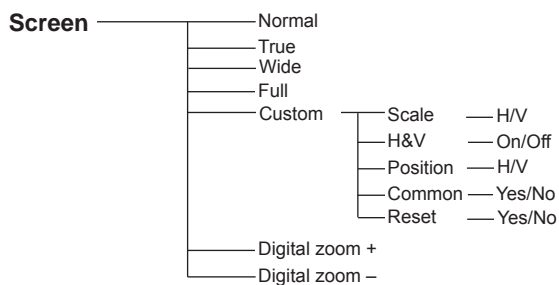 Screen Normal
True
Wide
Full
Custom Scale H/V
H&V On/Off
Position H/V
Common Yes/No
Reset Yes/No
Digital zoom +
Digital zoom –